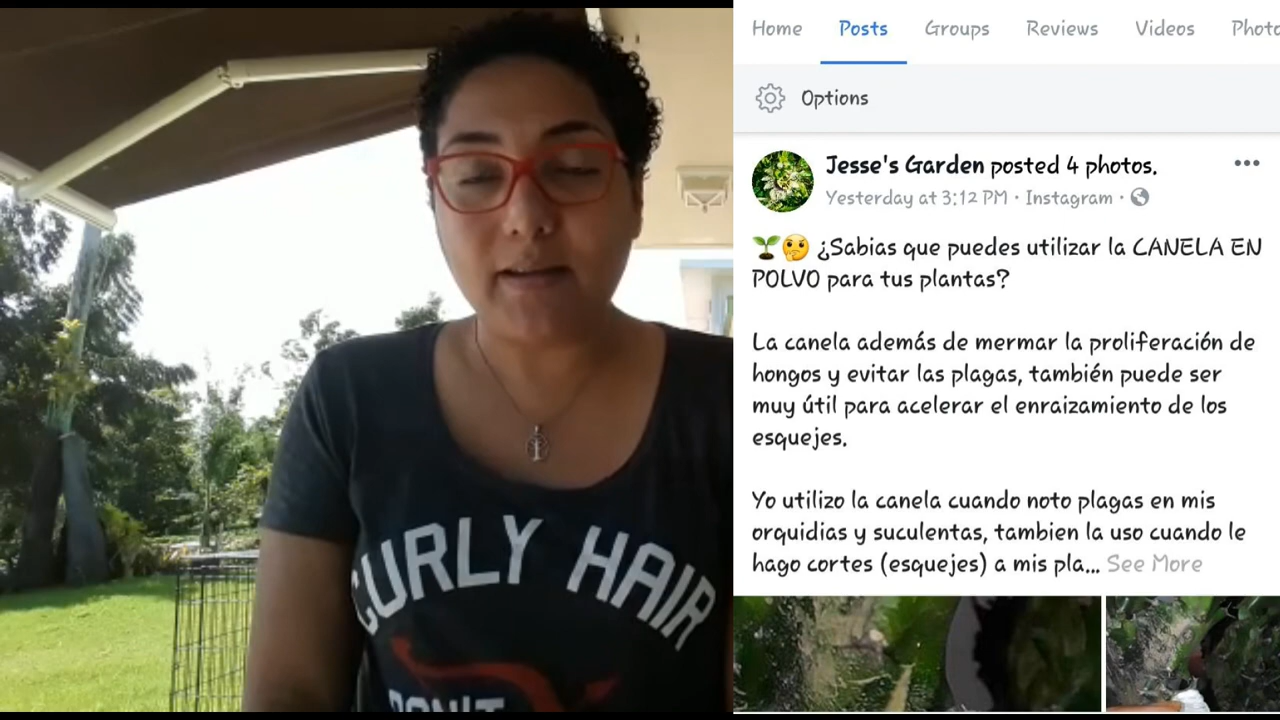 CURLY HAIR
DON'T
Home Posts Groups Reviews Videos Photo
Options
Jesse's Garden posted 4 photos.
Yesterday at 3:12 PM · Instagram ·
¿Sabias que puedes utilizar la CANELA EN
POLVO para tus plantas?
La canela además de mermar la proliferación de
hongos y evitar las plagas, también puede ser
muy útil para acelerar el enraizamiento de los
esquejes.
Yo utilizo la canela cuando noto plagas en mis
orquidias y suculentas, tambien la uso cuando le
hago cortes (esquejes) a mis pla... See More